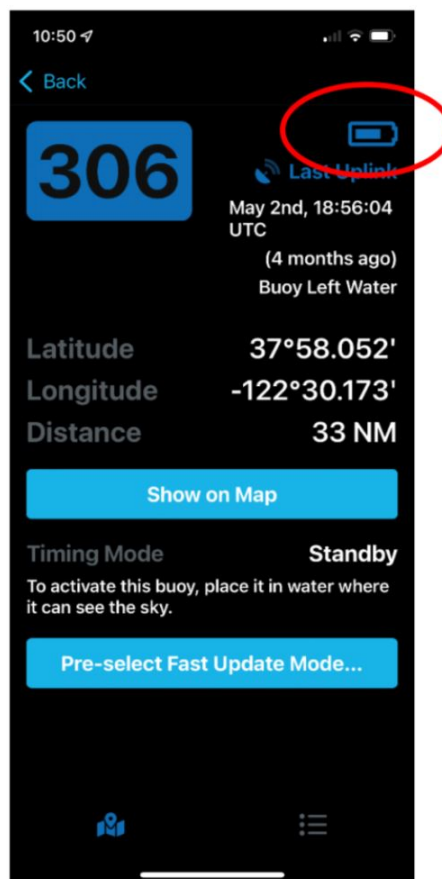 10:50
Back
306
Last Uplink
May 2nd, 18:56:04
UTC
(4 months ago)
Buoy Left Water
Latitude 37°58.052'
Longitude -122°30.173'
Distance 33 NM
Show on Map
Timing Mode Standby
To activate this buoy, place it in water where
it can see the sky.
Pre-select Fast Update Mode...